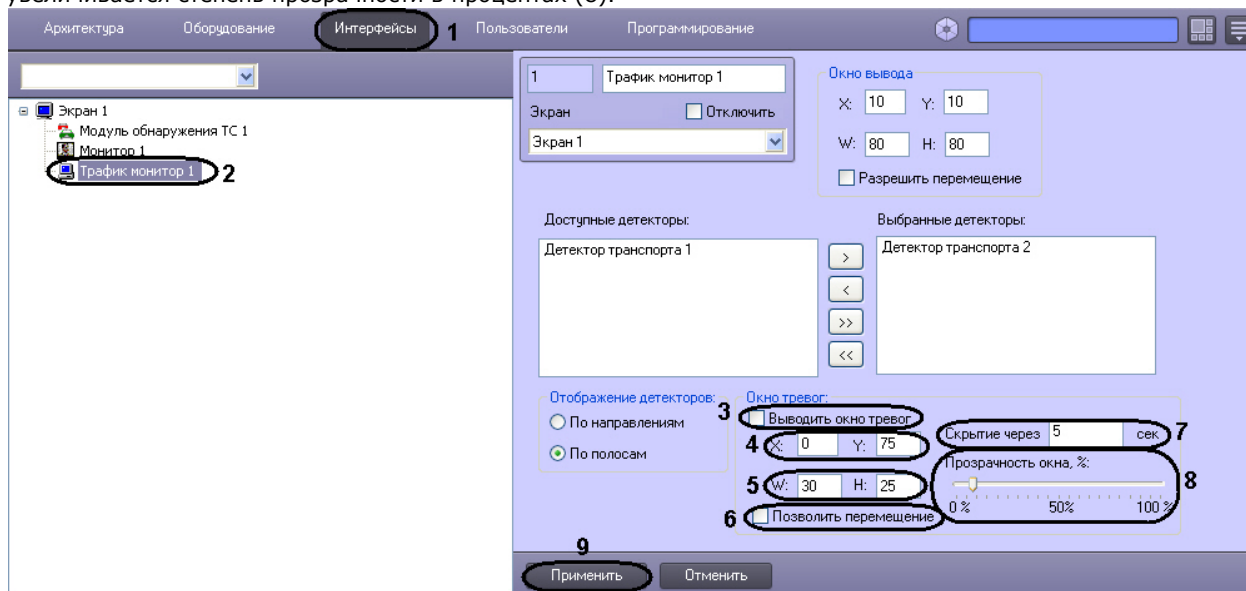 увеличивается степень прозрачности в процентах (8).
Архитектура Оборудование Интерфейсы 1 Пользователи Программирование
Экран 1
Модуль обнаружения ТС 1
Монитор 1
Трафик монитор 1 2
1 Трафик монитор 1
Экран Отключить
Экран 1
Окно вывода
X: 10 Y: 10
W: 80 H: 80
Разрешить перемещение
Доступные детекторы: Выбранные детекторы:
Детектор транспорта 1 > Детектор транспорта 2
<
>>
<<
Отображение детекторов:
По направлениям
По полосам
Окно тревог:
3 Выводить окно тревог
4 X: 0 Y: 75
5 W: 30 H: 25
6 Позволить перемещение
Скрытие через 5 сек 7
Прозрачность окна, %:
8
0 % 50% 100 %
9
Применить Отменить